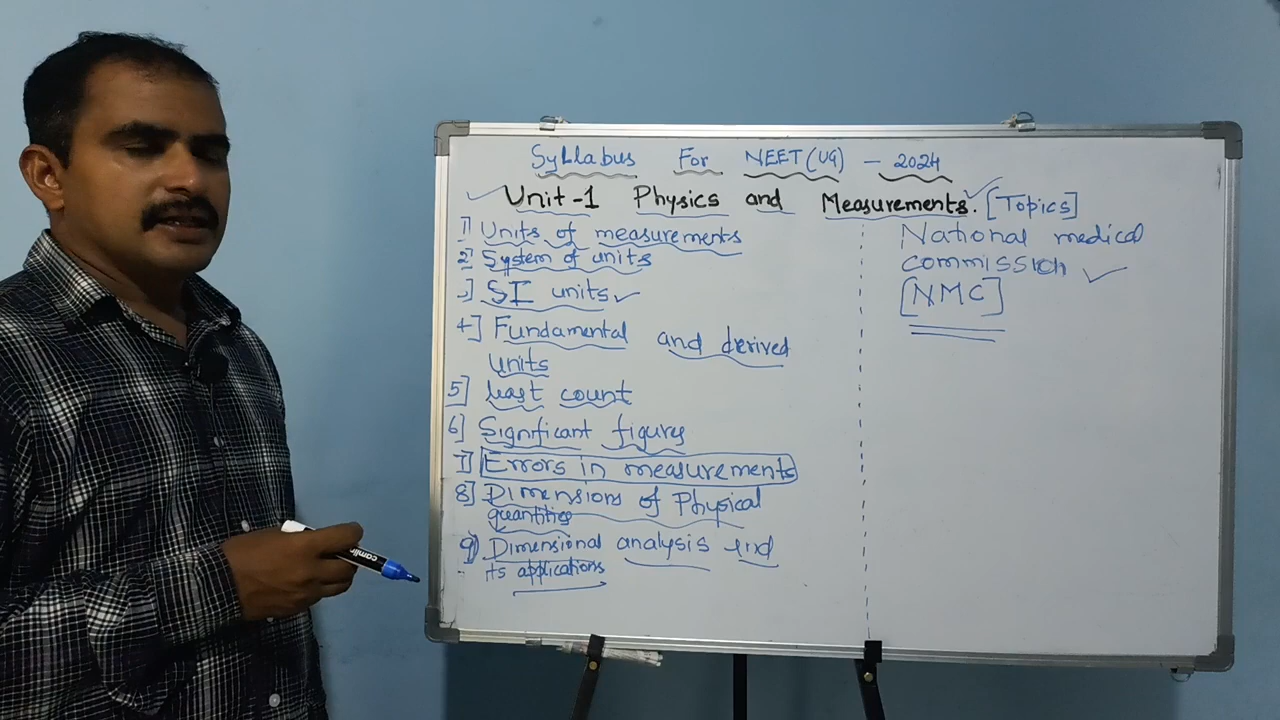 Syllabus For NEET(UG) - 2024
Unit-1 Physics and Measurements. [Topics]
1] Units of measurements
2] System of units
3] SI units
4] Fundamental and derived
units
5] least count
6] Significant figures
7] Errors in measurements
8] Dimensions of Physical
quantities
9) Dimensional analysis and
its applications
National medical
commission
[NMC]
camlin